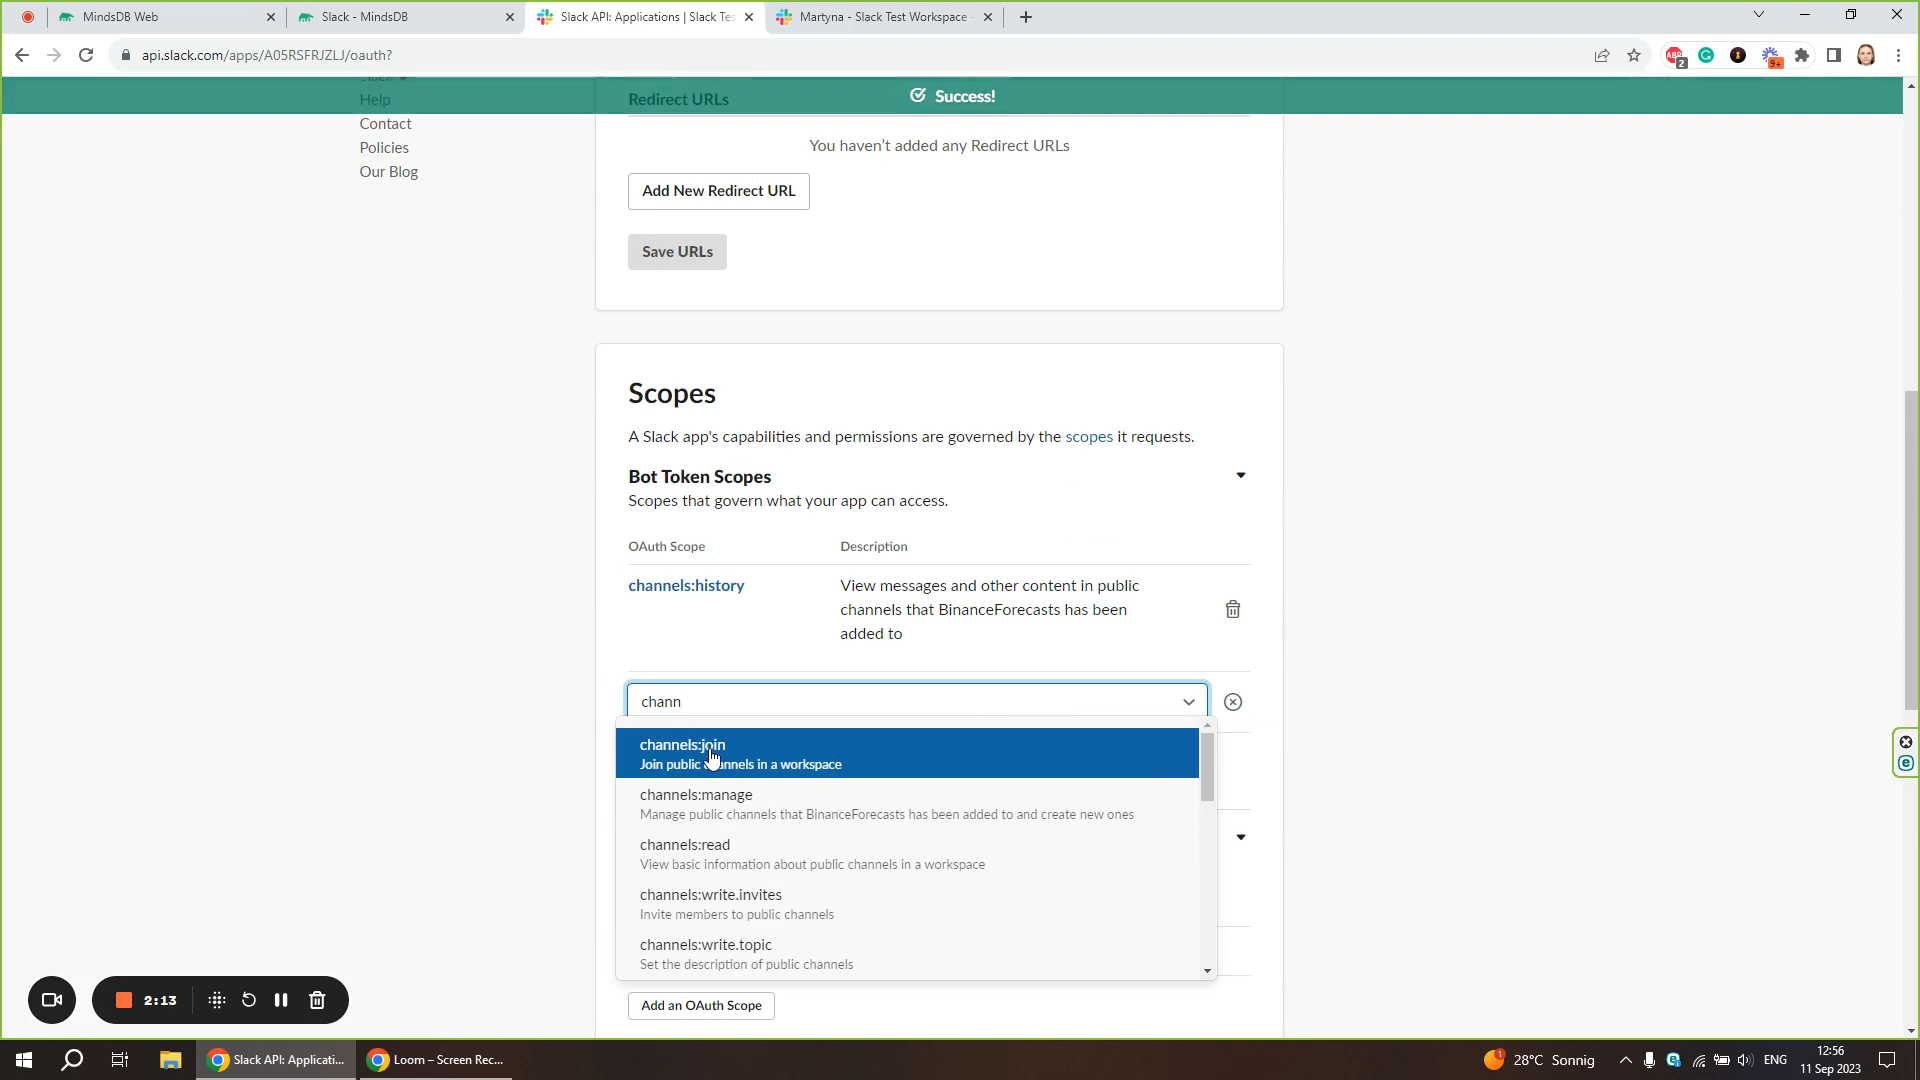 MindsDB Web
Slack - MindsDB
Slack API: Applications | Slack Tes
Martyna - Slack Test Workspace
api.slack.com/apps/A05RSFRJZLJ/oauth?
ABP
2
9+
Slack
Help
Contact
Policies
Our Blog
Redirect URLs
Success!
You haven't added any Redirect URLs
Add New Redirect URL
Save URLs
Scopes
A Slack app's capabilities and permissions are governed by the scopes it requests.
Bot Token Scopes
Scopes that govern what your app can access.
OAuth Scope
Description
channels:history
View messages and other content in public
channels that BinanceForecasts has been
added to
chann
channels:join
Join public channels in a workspace
channels:manage
Manage public channels that BinanceForecasts has been added to and create new ones
channels:read
View basic information about public channels in a workspace
channels:write.invites
Invite members to public channels
channels:write.topic
Set the description of public channels
Add an OAuth Scope
2:13
Slack API: Applicati...
Loom – Screen Rec...
1
28°C Sonnig
ENG
12:56
11 Sep 2023